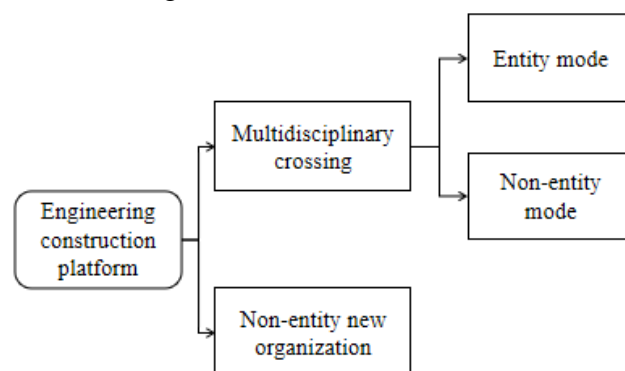 Entity mode
Multidisciplinary
crossing
Non-entity
mode
Engineering
construction
platform
Non-entity new
organization